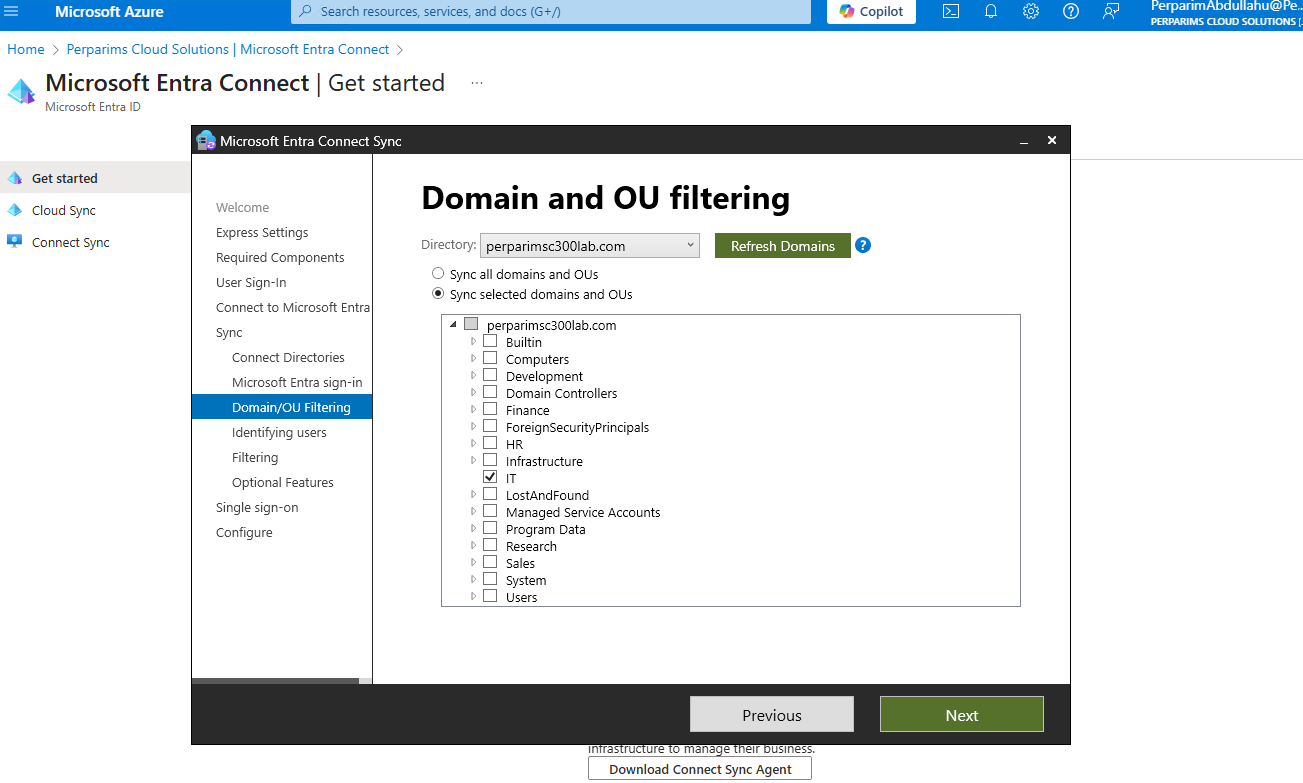 Microsoft Azure
Search resources, services, and docs (G+/)
Copilot
PerparimAbdullahu@Pe...
PERPARIMS CLOUD SOLUTIONS [...
Home > Perparims Cloud Solutions | Microsoft Entra Connect >
Microsoft Entra Connect | Get started ...
Microsoft Entra ID
Get started
Cloud Sync
Connect Sync
Microsoft Entra Connect Sync
Welcome
Express Settings
Required Components
User Sign-In
Connect to Microsoft Entra
Sync
Connect Directories
Microsoft Entra sign-in
Domain/OU Filtering
Identifying users
Filtering
Optional Features
Single sign-on
Configure
Domain and OU filtering
Directory: perparimsc300lab.com Refresh Domains ?
Sync all domains and OUs
Sync selected domains and OUs
perparimsc300lab.com
Builtin
Computers
Development
Domain Controllers
Finance
ForeignSecurityPrincipals
HR
Infrastructure
IT
LostAndFound
Managed Service Accounts
Program Data
Research
Sales
System
Users
Previous
Next
infrastructure to manage their business.
Download Connect Sync Agent